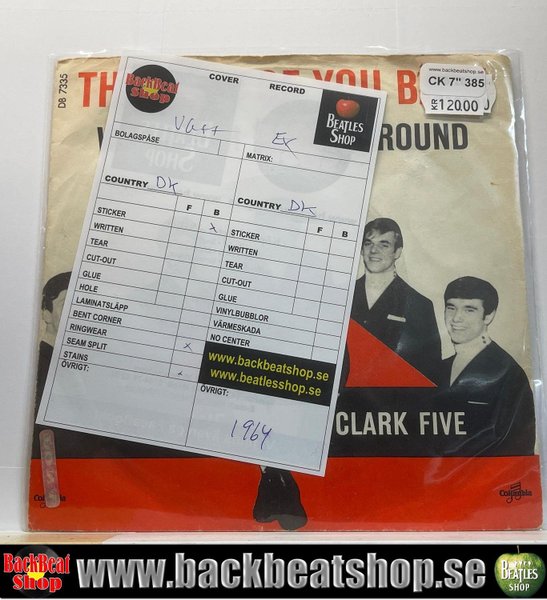 DB 7335
www.backbeatshop.se
CK 7" 385
KR 120.00
TH
YOU B
ROUND
BackBeat
Shop
COVER
RECORD
BEATLES
SHOP
VG++
EX
BOLAGSPÅSE
MATRIX:
COUNTRY DK
COUNTRY DK
F B
F B
STICKER
WRITTEN
TEAR
CUT-OUT
GLUE
HOLE
LAMINATSLÄPP
BENT CORNER
RINGWEAR
SEAM SPLIT x
STAINS
ÖVRIGT:
STICKER
WRITTEN
TEAR
CUT-OUT
GLUE
VINYLBUBBLOR
VÄRMESKADA
NO CENTER
www.backbeatshop.se
www.beatlesshop.se
ÖVRIGT:
1964
CLARK FIVE
Columbia
Columbia
BackBeat
Shop
www.backbeatshop.se
BEATLES
SHOP